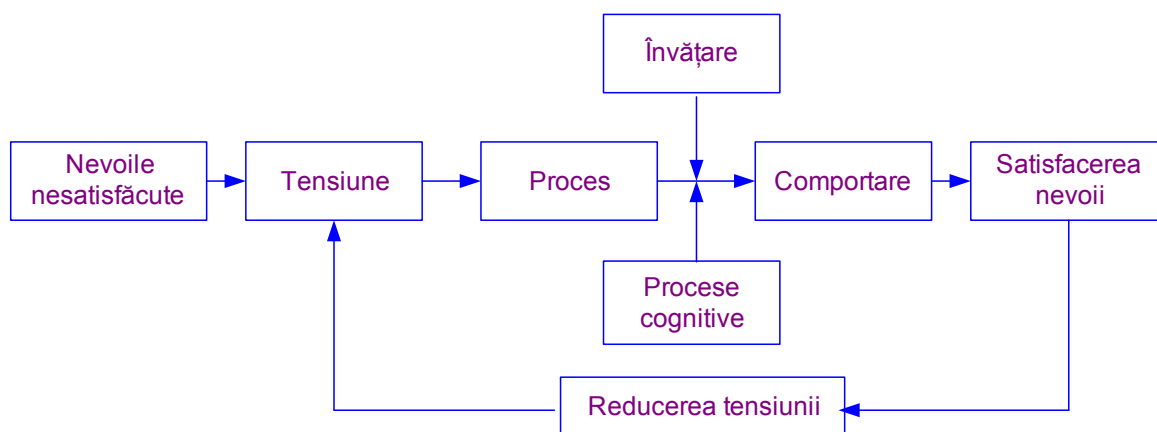 Învățare
Nevoile
nesatisfăcute
Tensiune
Proces
Comportare
Satisfacerea
nevoii
Procese
cognitive
Reducerea tensiunii